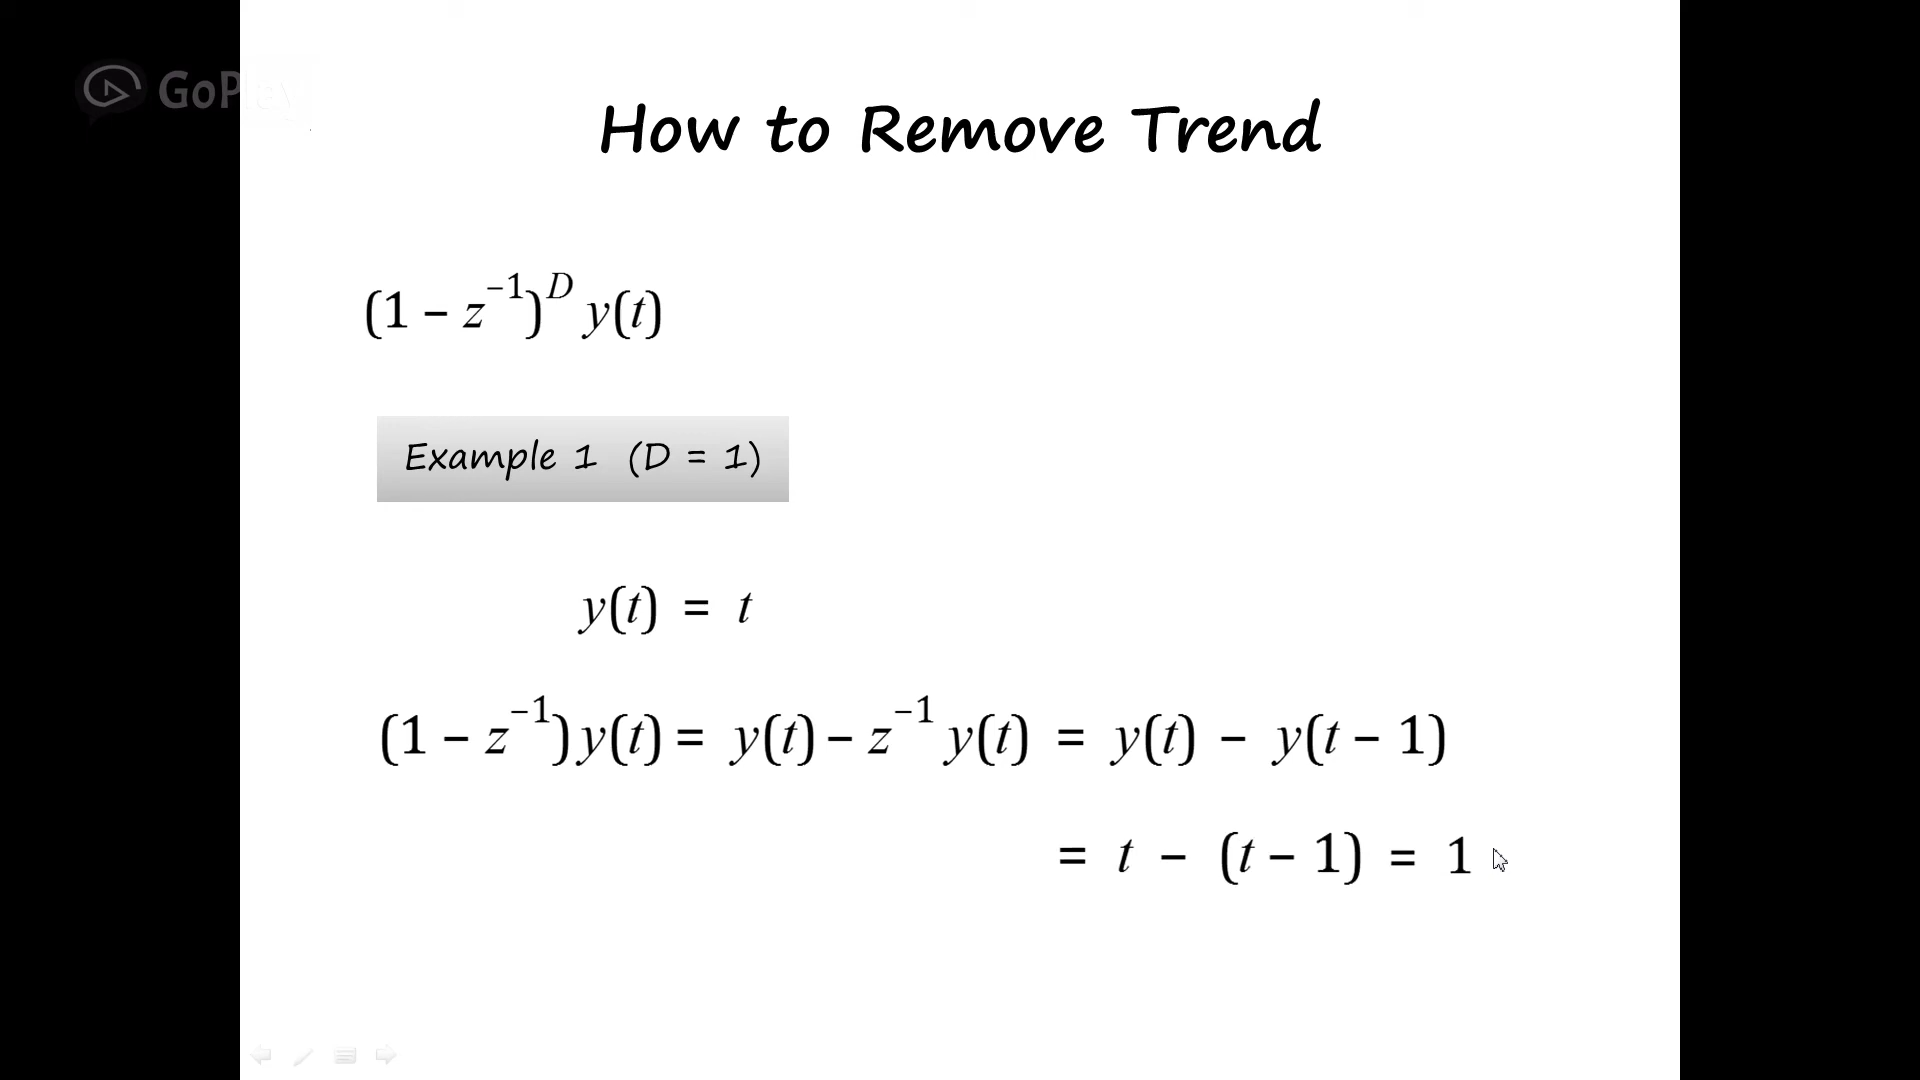 GoPlay
How to Remove Trend
(1 − z⁻¹)ᴰ y(t)
Example 1 (D = 1)
y(t) = t
(1 − z⁻¹) y(t) = y(t) − z⁻¹ y(t) = y(t) − y(t − 1)
= t − (t − 1) = 1